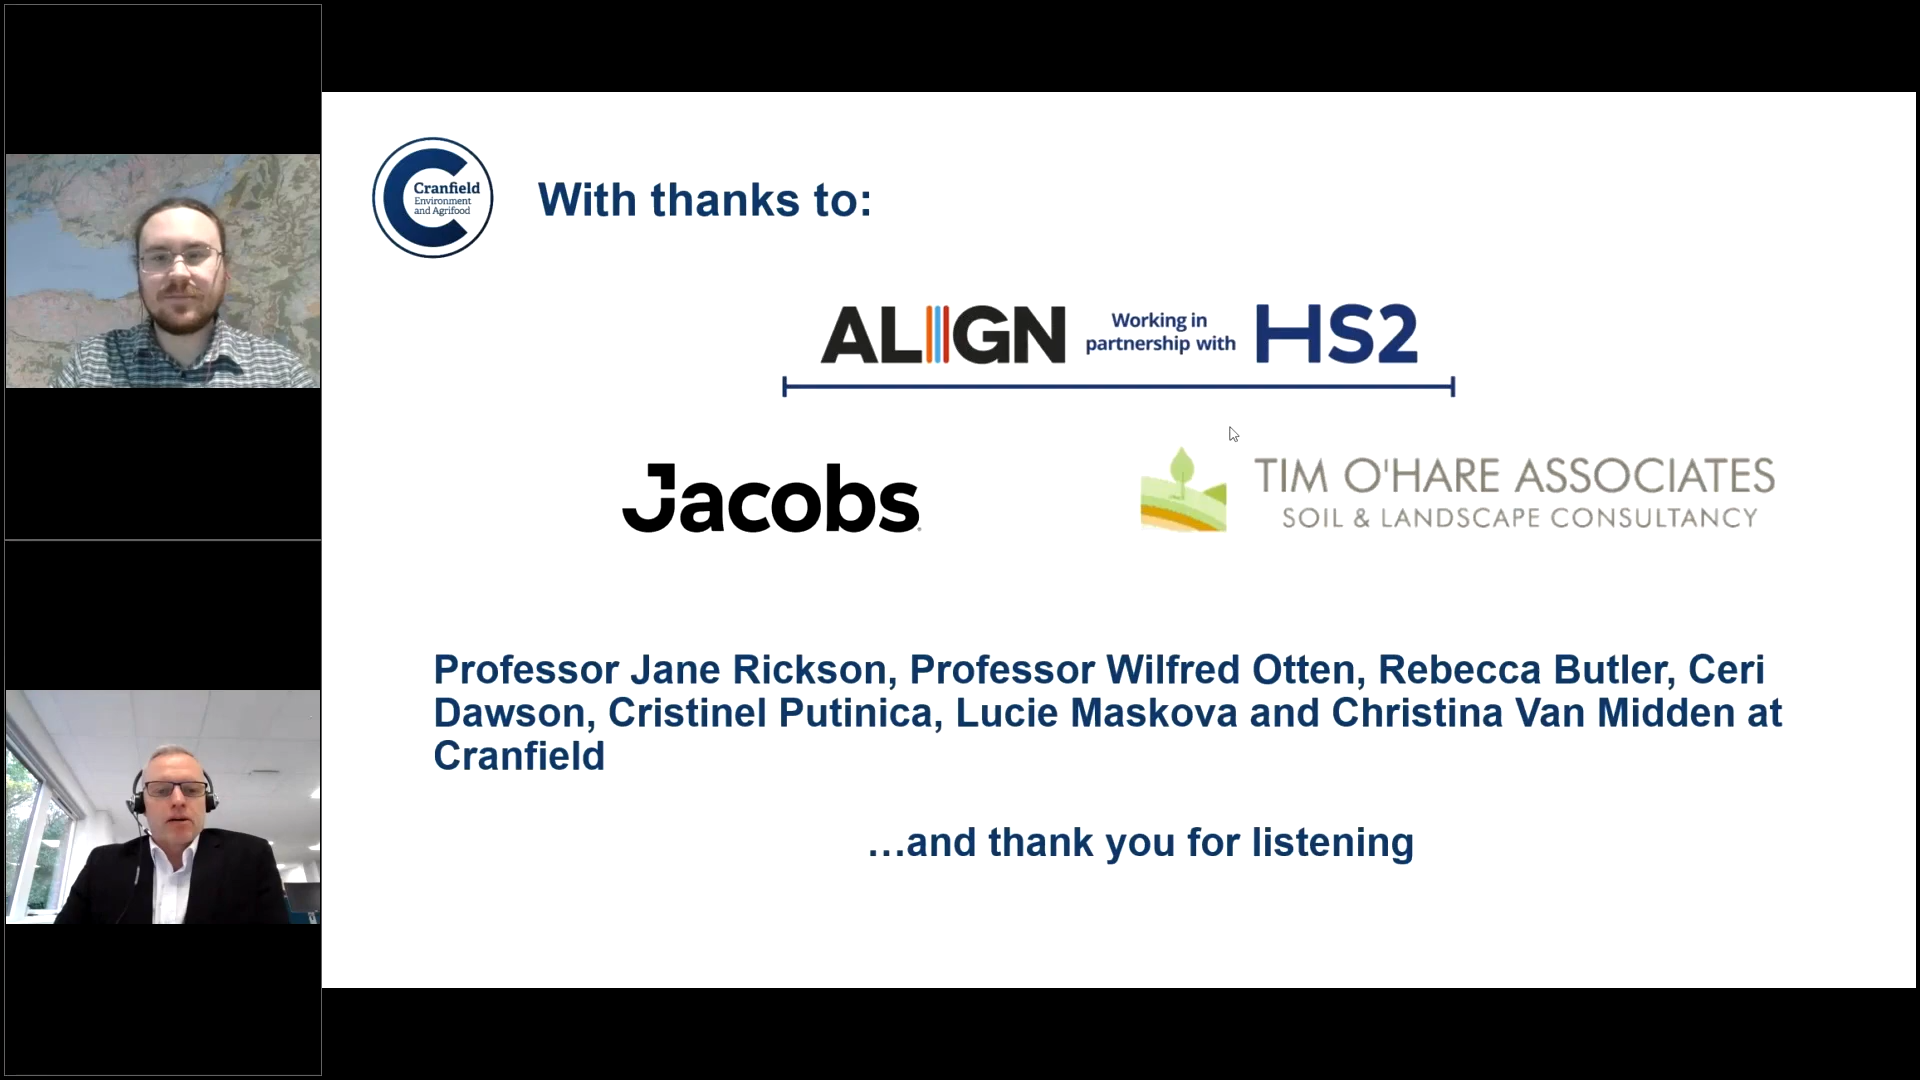 Cranfield
Environment
and Agrifood
With thanks to:
ALIGN
Working in
partnership with
HS2
Jacobs
TIM O'HARE ASSOCIATES
SOIL & LANDSCAPE CONSULTANCY
Professor Jane Rickson, Professor Wilfred Otten, Rebecca Butler, Ceri
Dawson, Cristinel Putinica, Lucie Maskova and Christina Van Midden at
Cranfield
…and thank you for listening